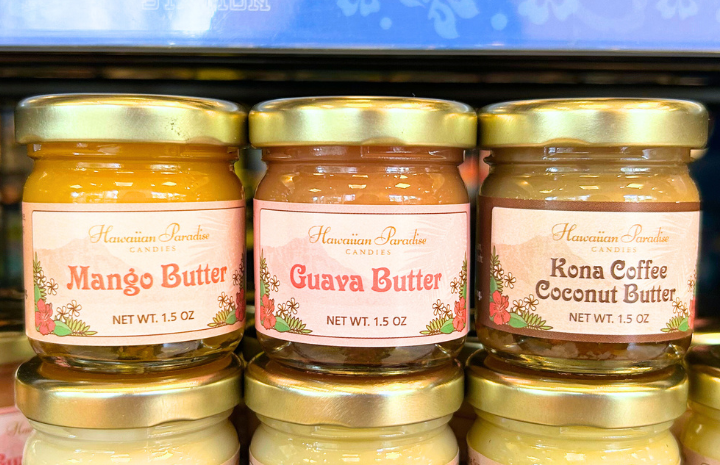 Hawaiian Paradise
CANDIES
Mango Butter
NET WT. 1.5 OZ
Hawaiian Paradise
CANDIES
Guava Butter
NET WT. 1.5 OZ
Hawaiian Paradise
CANDIES
Kona Coffee
Coconut Butter
NET WT. 1.5 OZ